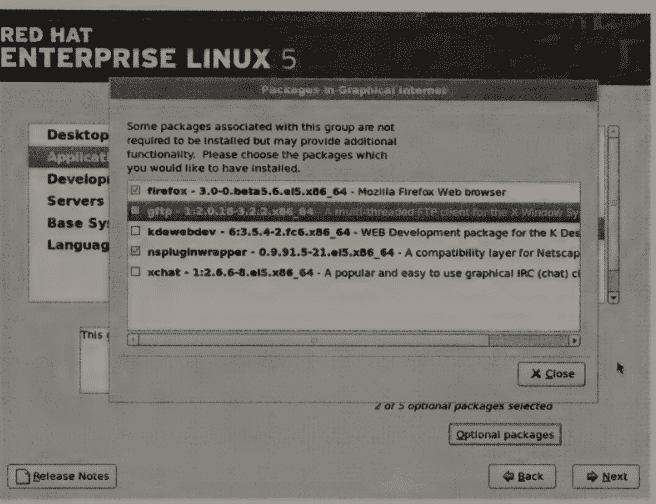 RED HAT
ENTERPRISE LINUX 5
Packages in Graphical Internet
Some packages associated with this group are not
required to be installed but may provide additional
functionality. Please choose the packages which
you would like to have installed.
Desktop
Applicat
Develop
Servers
Base Sy
Languag
firefox - 3.0-0.beta5.6.el5.x86_64 - Mozilla Firefox Web browser
gftp - 1:2.0.18-3.2.2.x86_64 - A multi-threaded FTP client for the X Window Sy
kdewebdev - 6:3.5.4-2.fc6.x86_64 - WEB Development package for the K Des
nspluginwrapper - 0.9.91.5-21.el5.x86_64 - A compatibility layer for Netscap
xchat - 1:2.6.6-8.el5.x86_64 - A popular and easy to use graphical IRC (chat) cl
This
Close
2 of 5 optional packages selected
Optional packages
Release Notes
Back
Next